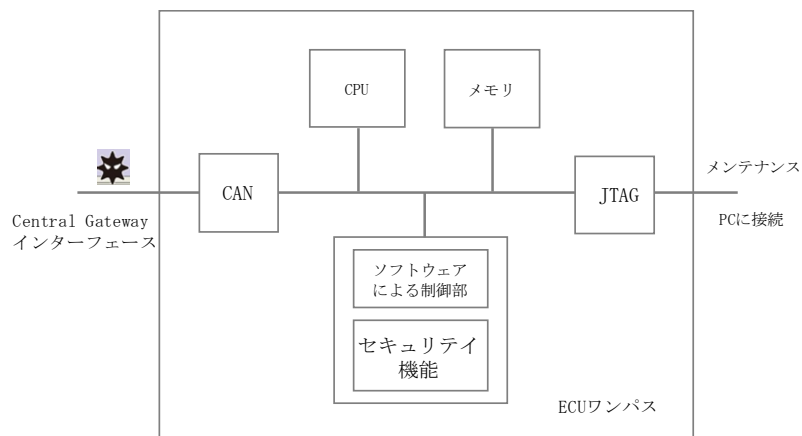 CPU
メモリ
メンテナンス
CAN
JTAG
Central Gateway
インターフェース
PCに接続
ソフトウェア
による制御部
セキュリテイ
機能
ECUワンパス